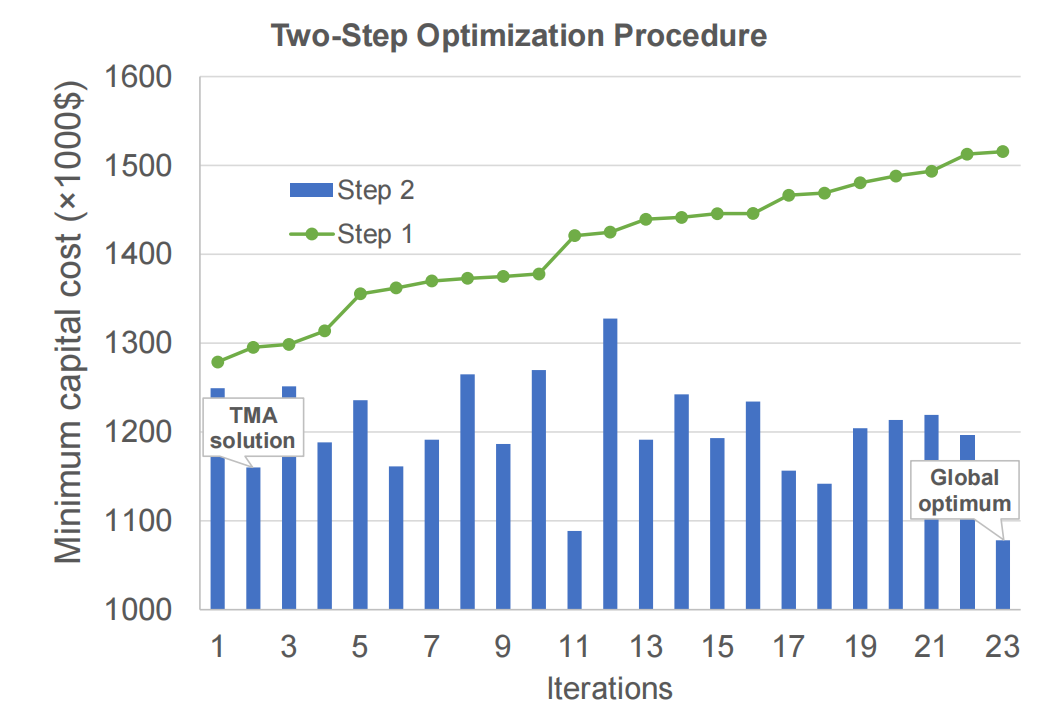 Two-Step Optimization Procedure
Minimum capital cost (×1000$)
1600
1500
1400
1300
1200
1100
1000
Step 2
Step 1
TMA
solution
Global
optimum
1 3 5 7 9 11 13 15 17 19 21 23
Iterations